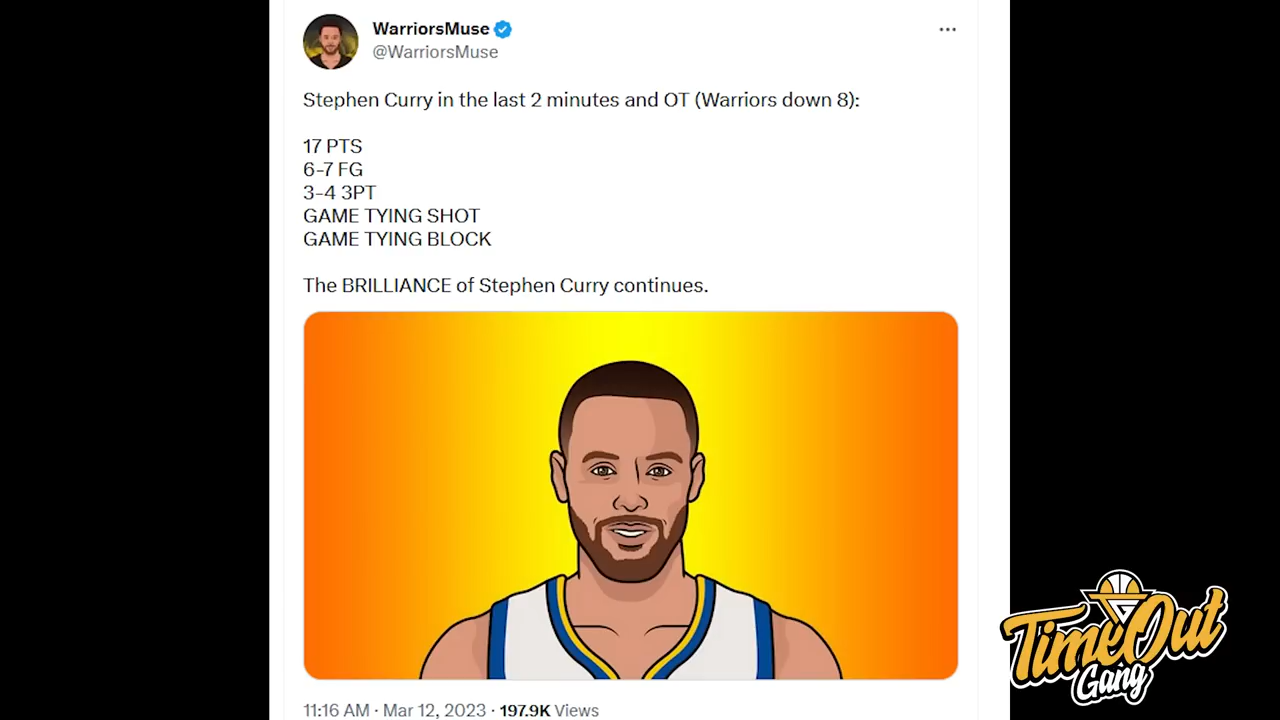 WarriorsMuse
@WarriorsMuse
Stephen Curry in the last 2 minutes and OT (Warriors down 8):
17 PTS
6-7 FG
3-4 3PT
GAME TYING SHOT
GAME TYING BLOCK
The BRILLIANCE of Stephen Curry continues.
11:16 AM · Mar 12, 2023 · 197.9K Views
TimeOut
Gang